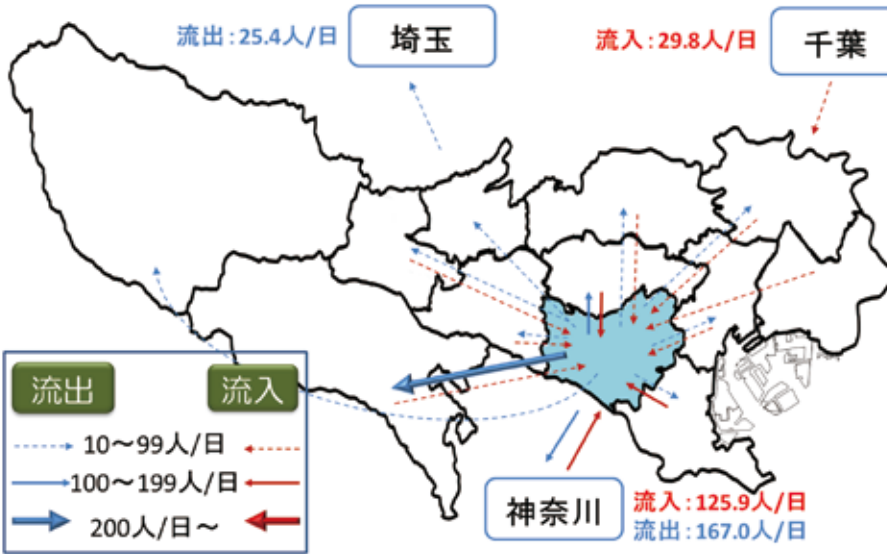 流出：25.4人/日
埼玉
流入：29.8人/日
千葉
流出
流入
10～99人/日
100～199人/日
200人/日～
神奈川
流入：125.9人/日
流出：167.0人/日